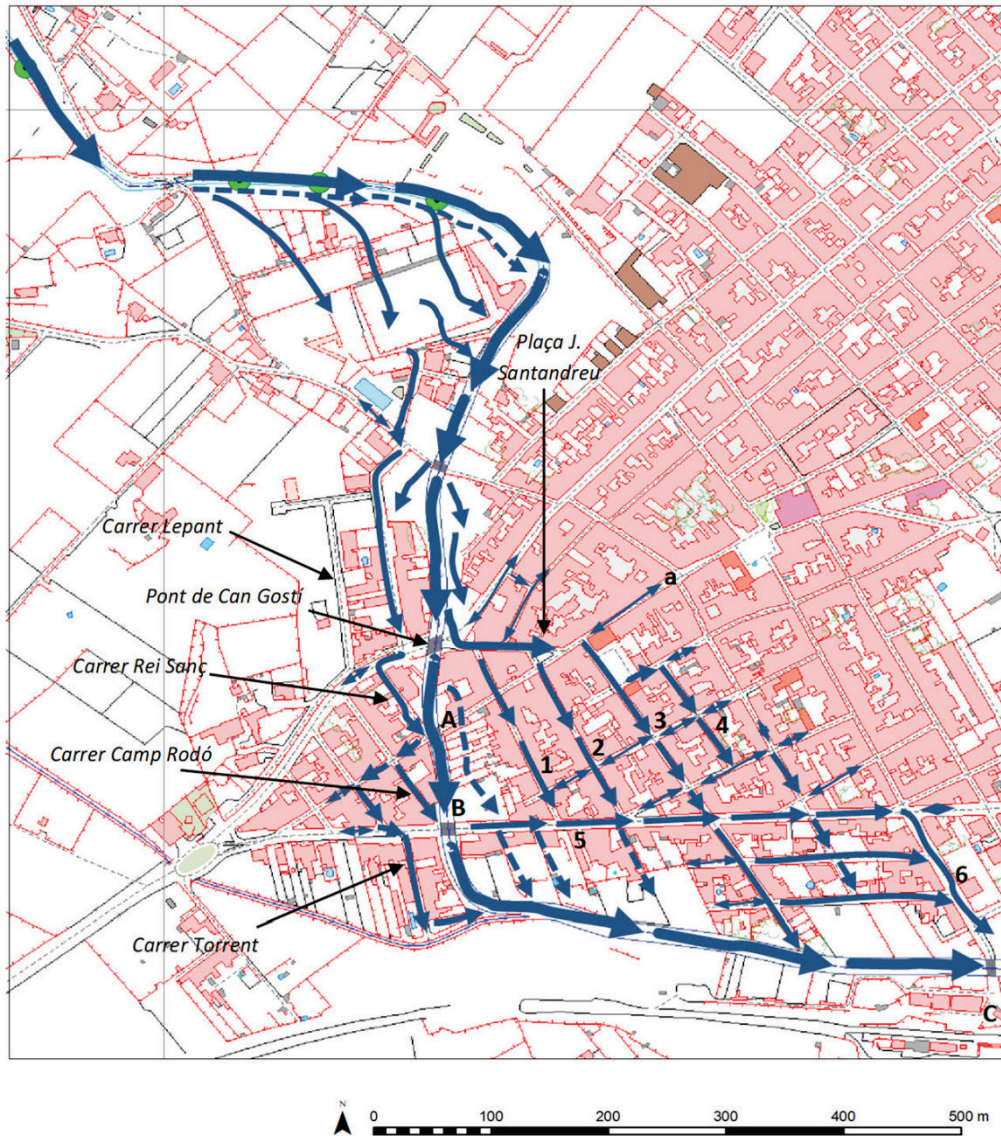 Plaça J.
Santandreu
Carrer Lepant
a
Pont de Can Gostí
Carrer Rei Sanç
A
3
4
Carrer Camp Rodó
2
1
B
5
6
Carrer Torrent
C
N
0 100 200 300 400 500 m